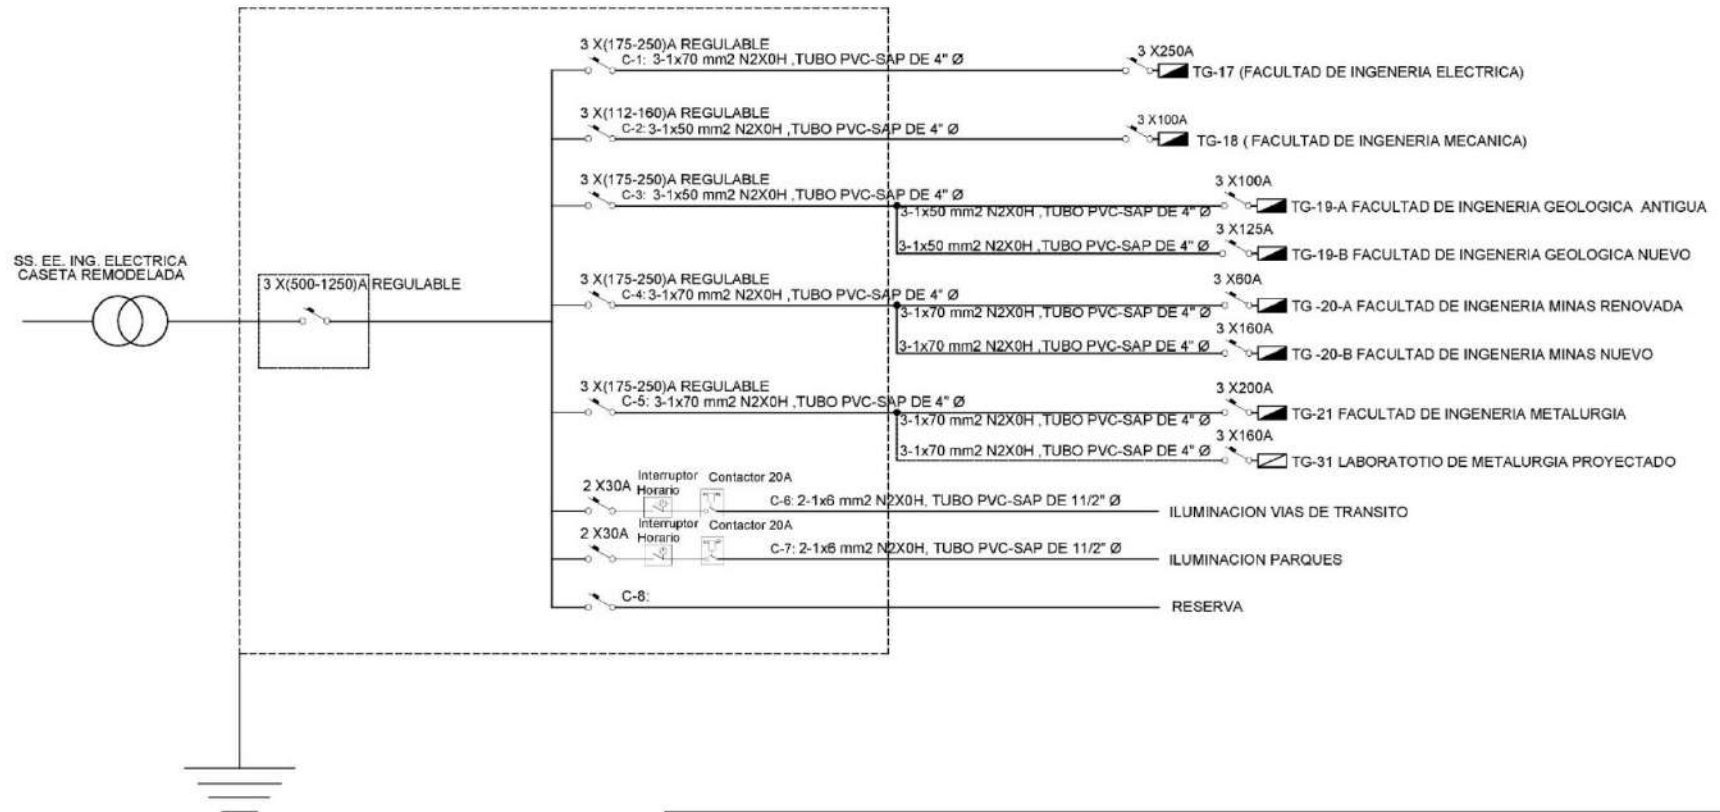 3 X(175-250)A REGULABLE
C-1: 3-1x70 mm2 N2X0H ,TUBO PVC-SAP DE 4" Ø
3 X250A
TG-17 (FACULTAD DE INGENERIA ELECTRICA)
3 X(112-160)A REGULABLE
C-2: 3-1x50 mm2 N2X0H ,TUBO PVC-SAP DE 4" Ø
3 X100A
TG-18 ( FACULTAD DE INGENERIA MECANICA)
3 X(175-250)A REGULABLE
C-3: 3-1x50 mm2 N2X0H ,TUBO PVC-SAP DE 4" Ø
3 X100A
3-1x50 mm2 N2X0H ,TUBO PVC-SAP DE 4" Ø
TG-19-A FACULTAD DE INGENERIA GEOLOGICA ANTIGUA
3 X125A
3-1x50 mm2 N2X0H ,TUBO PVC-SAP DE 4" Ø
TG-19-B FACULTAD DE INGENERIA GEOLOGICA NUEVO
SS. EE. ING. ELECTRICA
CASETA REMODELADA
3 X(500-1250)A REGULABLE
3 X(175-250)A REGULABLE
C-4: 3-1x70 mm2 N2X0H ,TUBO PVC-SAP DE 4" Ø
3 X60A
3-1x70 mm2 N2X0H ,TUBO PVC-SAP DE 4" Ø
TG -20-A FACULTAD DE INGENERIA MINAS RENOVADA
3 X160A
3-1x70 mm2 N2X0H ,TUBO PVC-SAP DE 4" Ø
TG -20-B FACULTAD DE INGENERIA MINAS NUEVO
3 X(175-250)A REGULABLE
C-5: 3-1x70 mm2 N2X0H ,TUBO PVC-SAP DE 4" Ø
3 X200A
3-1x70 mm2 N2X0H ,TUBO PVC-SAP DE 4" Ø
TG-21 FACULTAD DE INGENERIA METALURGIA
3 X160A
3-1x70 mm2 N2X0H ,TUBO PVC-SAP DE 4" Ø
TG-31 LABORATOTIO DE METALURGIA PROYECTADO
2 X30A
Interruptor
Horario
Contactor 20A
C-6: 2-1x6 mm2 N2X0H, TUBO PVC-SAP DE 11/2" Ø
ILUMINACION VIAS DE TRANSITO
2 X30A
Interruptor
Horario
Contactor 20A
C-7: 2-1x6 mm2 N2X0H, TUBO PVC-SAP DE 11/2" Ø
ILUMINACION PARQUES
C-8:
RESERVA